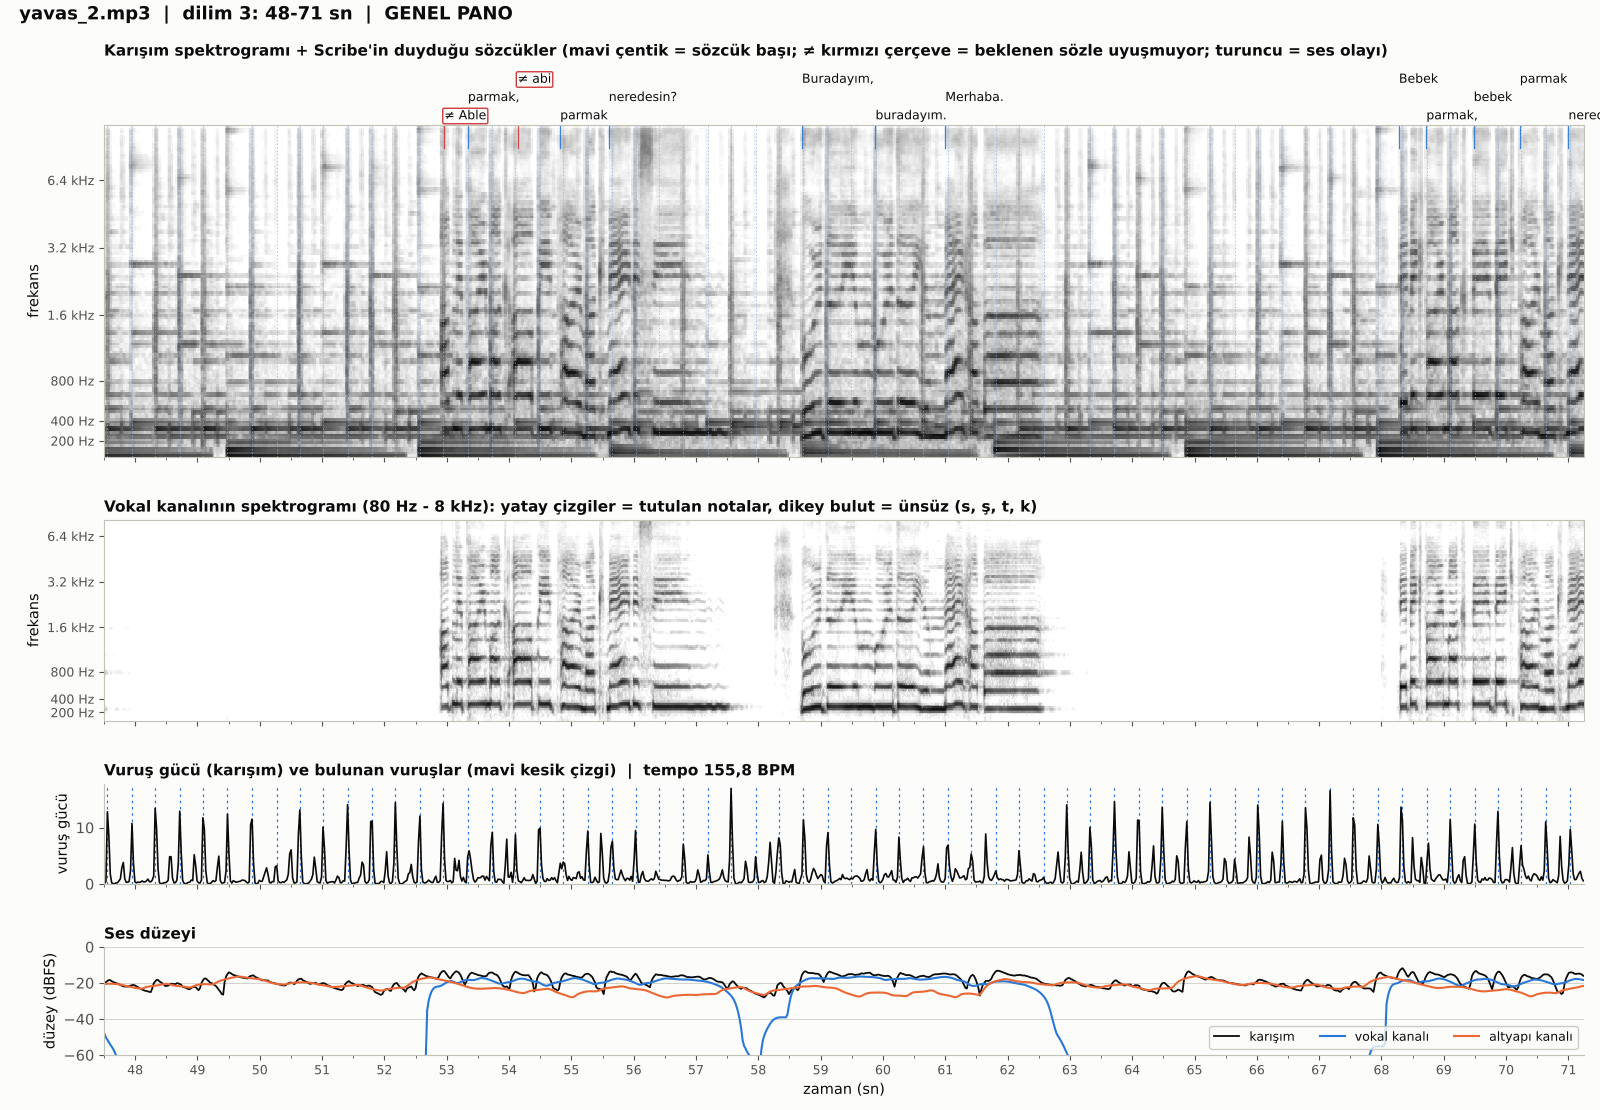 yavas_2.mp3 | dilim 3: 48-71 sn | GENEL PANO
Karışım spektrogramı + Scribe'in duyduğu sözcükler (mavi çentik = sözcük başı; ≠ kırmızı çerçeve = beklenen sözle uyuşmuyor; turuncu = ses olayı)
≠ abi Buradayım, Bebek parmak
parmak, neredesin? Merhaba. bebek
≠ Able parmak buradayım. parmak, nered
frekans
6.4 kHz
3.2 kHz
1.6 kHz
800 Hz
400 Hz
200 Hz
Vokal kanalının spektrogramı (80 Hz - 8 kHz): yatay çizgiler = tutulan notalar, dikey bulut = ünsüz (s, ş, t, k)
frekans
6.4 kHz
3.2 kHz
1.6 kHz
800 Hz
400 Hz
200 Hz
Vuruş gücü (karışım) ve bulunan vuruşlar (mavi kesik çizgi) | tempo 155,8 BPM
vuruş gücü
10
0
Ses düzeyi
düzey (dBFS)
0
−20
−40
−60
karışım vokal kanalı altyapı kanalı
48 49 50 51 52 53 54 55 56 57 58 59 60 61 62 63 64 65 66 67 68 69 70 71
zaman (sn)